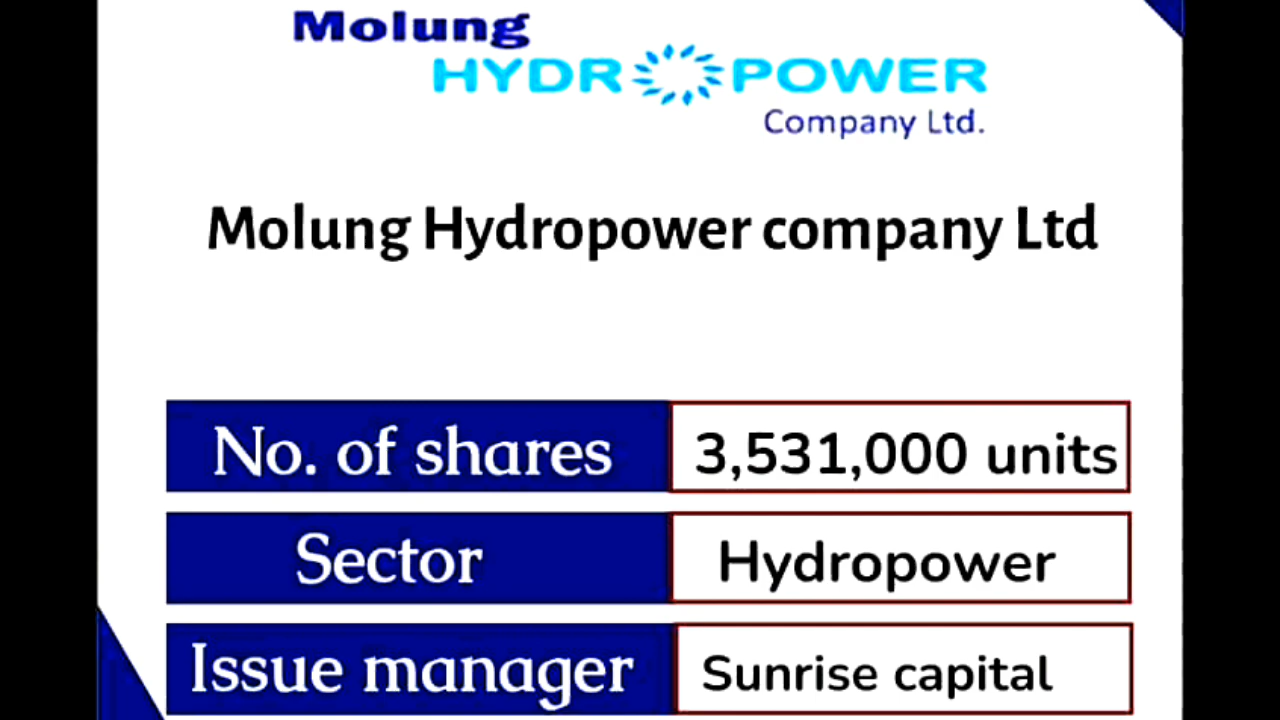 Molung
HYDROPOWER
Company Ltd.
Molung Hydropower company Ltd
No. of shares 3,531,000 units
Sector Hydropower
Issue manager Sunrise capital